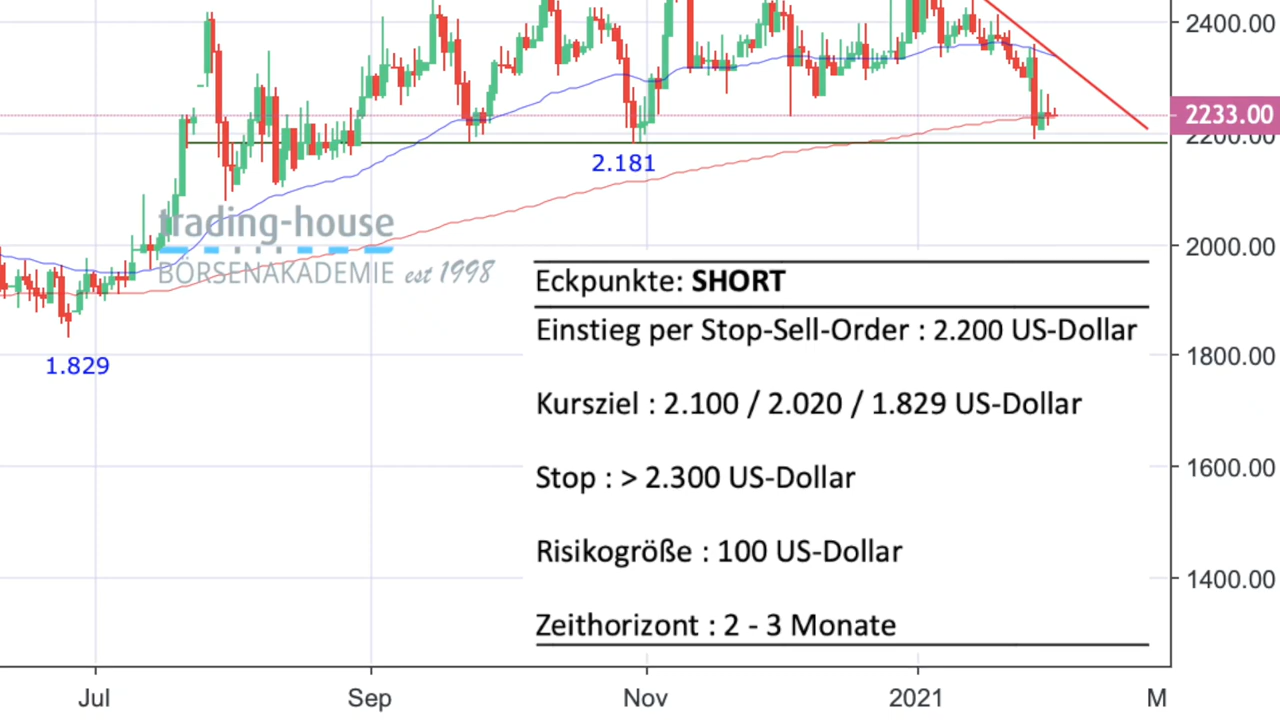 2400.00
2233.00
2200.00
2.181
trading-house
BÖRSENAKADEMIE est 1998
2000.00
Eckpunkte: SHORT
Einstieg per Stop-Sell-Order : 2.200 US-Dollar
1.829
1800.00
Kursziel : 2.100 / 2.020 / 1.829 US-Dollar
Stop : > 2.300 US-Dollar
1600.00
Risikogröße : 100 US-Dollar
1400.00
Zeithorizont : 2 - 3 Monate
Jul Sep Nov 2021 M